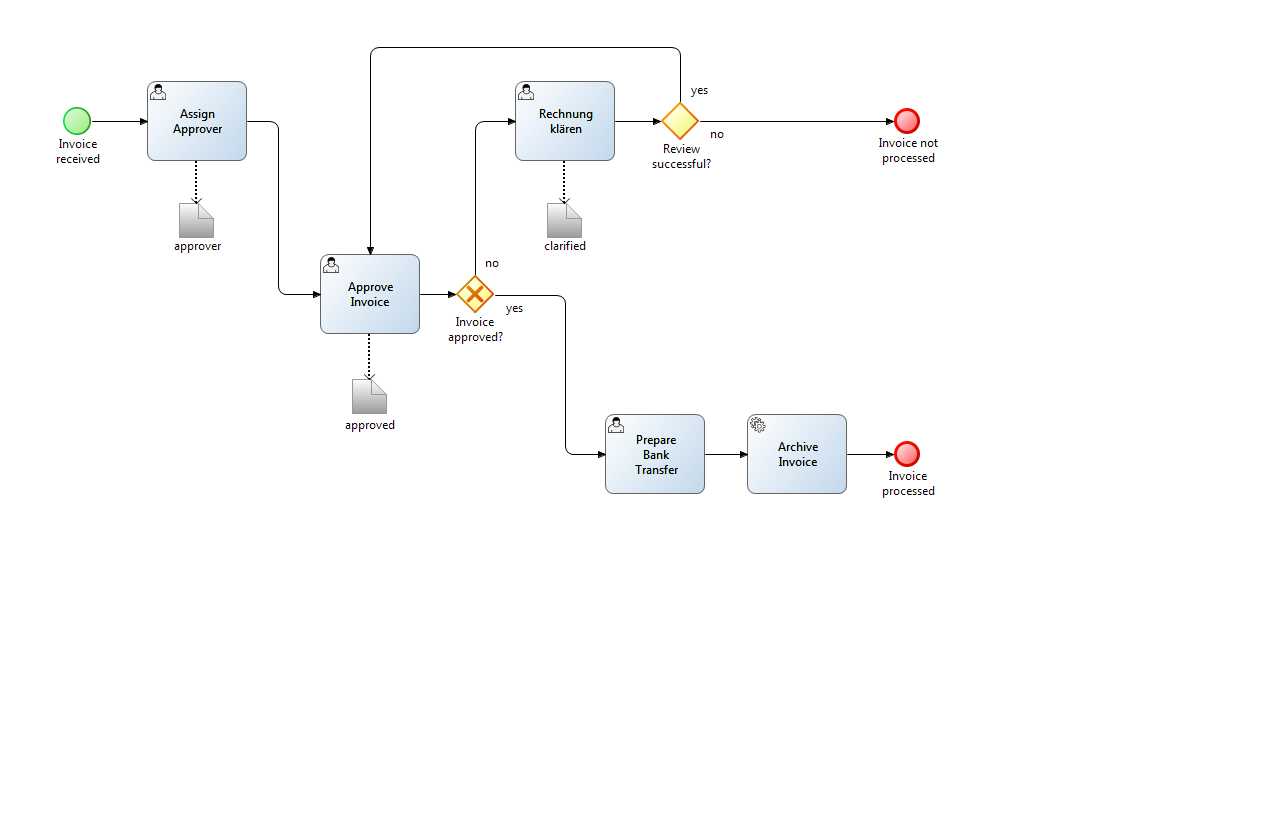 yes
Assign
Approver
Rechnung
klären
no
Invoice
received
Review
successful?
Invoice not
processed
approver
clarified
no
Approve
Invoice
yes
Invoice
approved?
approved
Prepare
Bank
Transfer
Archive
Invoice
Invoice
processed